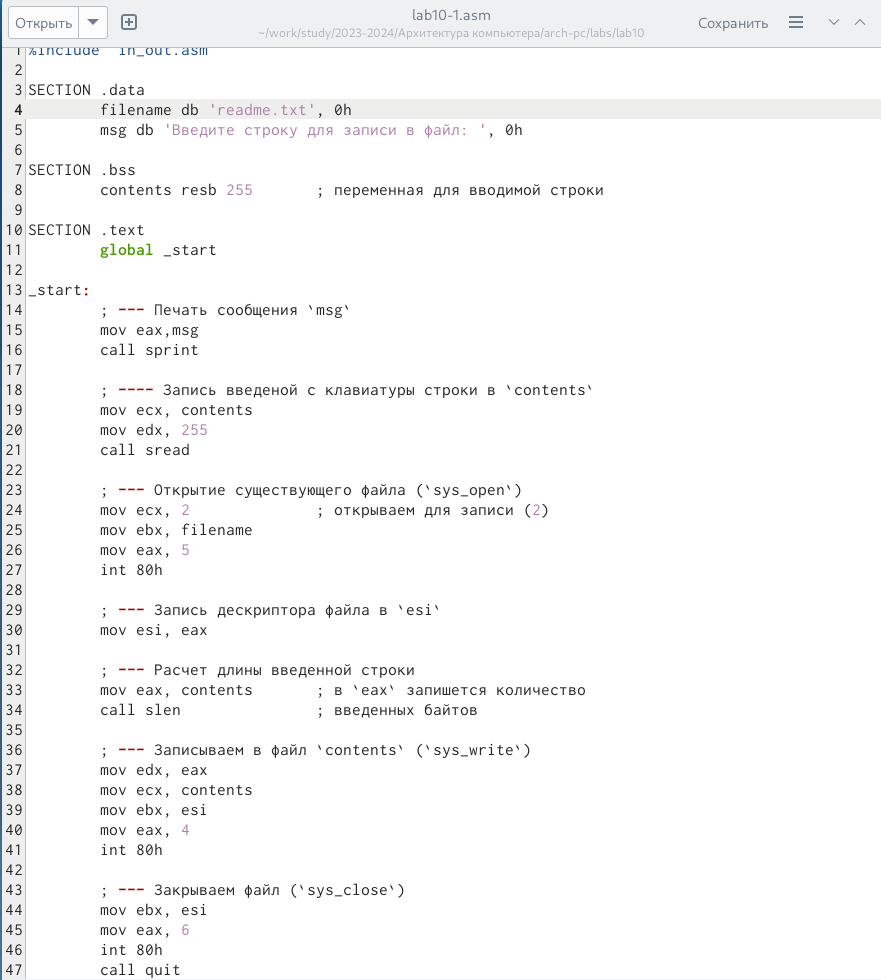 Открыть
lab10-1.asm
~/work/study/2023-2024/Архитектура компьютера/arch-pc/labs/lab10
Сохранить
1 %include 'in_out.asm'
2
3 SECTION .data
4         filename db 'readme.txt', 0h
5         msg db 'Введите строку для записи в файл: ', 0h
6
7 SECTION .bss
8         contents resb 255       ; переменная для вводимой строки
9
10 SECTION .text
11         global _start
12
13 _start:
14         ; --- Печать сообщения `msg`
15         mov eax,msg
16         call sprint
17
18         ; ---- Запись введеной с клавиатуры строки в `contents`
19         mov ecx, contents
20         mov edx, 255
21         call sread
22
23         ; --- Открытие существующего файла (`sys_open`)
24         mov ecx, 2              ; открываем для записи (2)
25         mov ebx, filename
26         mov eax, 5
27         int 80h
28
29         ; --- Запись дескриптора файла в `esi`
30         mov esi, eax
31
32         ; --- Расчет длины введенной строки
33         mov eax, contents       ; в `eax` запишется количество
34         call slen               ; введенных байтов
35
36         ; --- Записываем в файл `contents` (`sys_write`)
37         mov edx, eax
38         mov ecx, contents
39         mov ebx, esi
40         mov eax, 4
41         int 80h
42
43         ; --- Закрываем файл (`sys_close`)
44         mov ebx, esi
45         mov eax, 6
46         int 80h
47         call quit